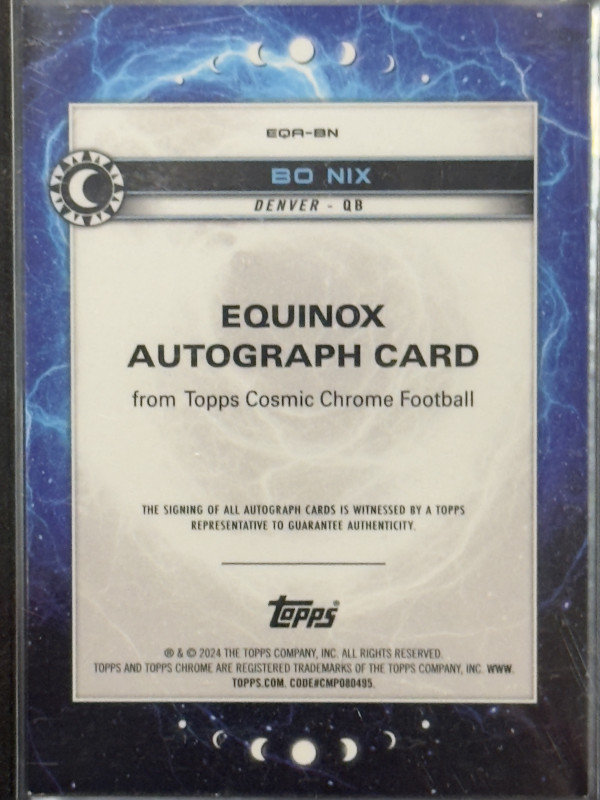 EQA-BN
BO NIX
DENVER - QB
EQUINOX
AUTOGRAPH CARD
from Topps Cosmic Chrome Football
THE SIGNING OF ALL AUTOGRAPH CARDS IS WITNESSED BY A TOPPS
REPRESENTATIVE TO GUARANTEE AUTHENTICITY.
topps®
® & © 2024 THE TOPPS COMPANY, INC. ALL RIGHTS RESERVED.
TOPPS AND TOPPS CHROME ARE REGISTERED TRADEMARKS OF THE TOPPS COMPANY, INC. WWW.
TOPPS.COM. CODE#CMP080495.